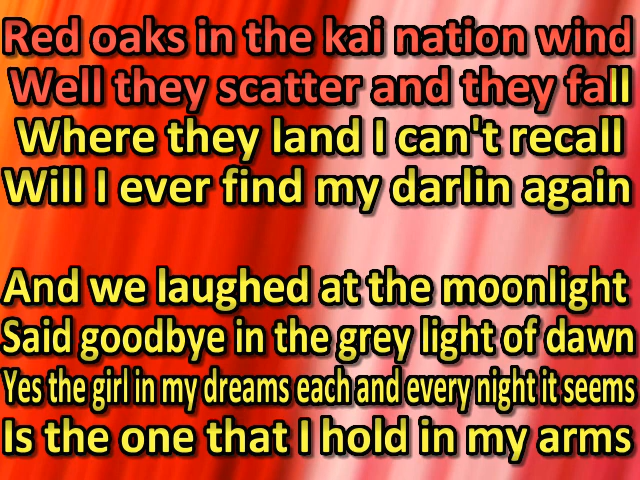 Red oaks in the kai nation wind
Well they scatter and they fall
Where they land I can't recall
Will I ever find my darlin again
And we laughed at the moonlight
Said goodbye in the grey light of dawn
Yes the girl in my dreams each and every night it seems
Is the one that I hold in my arms